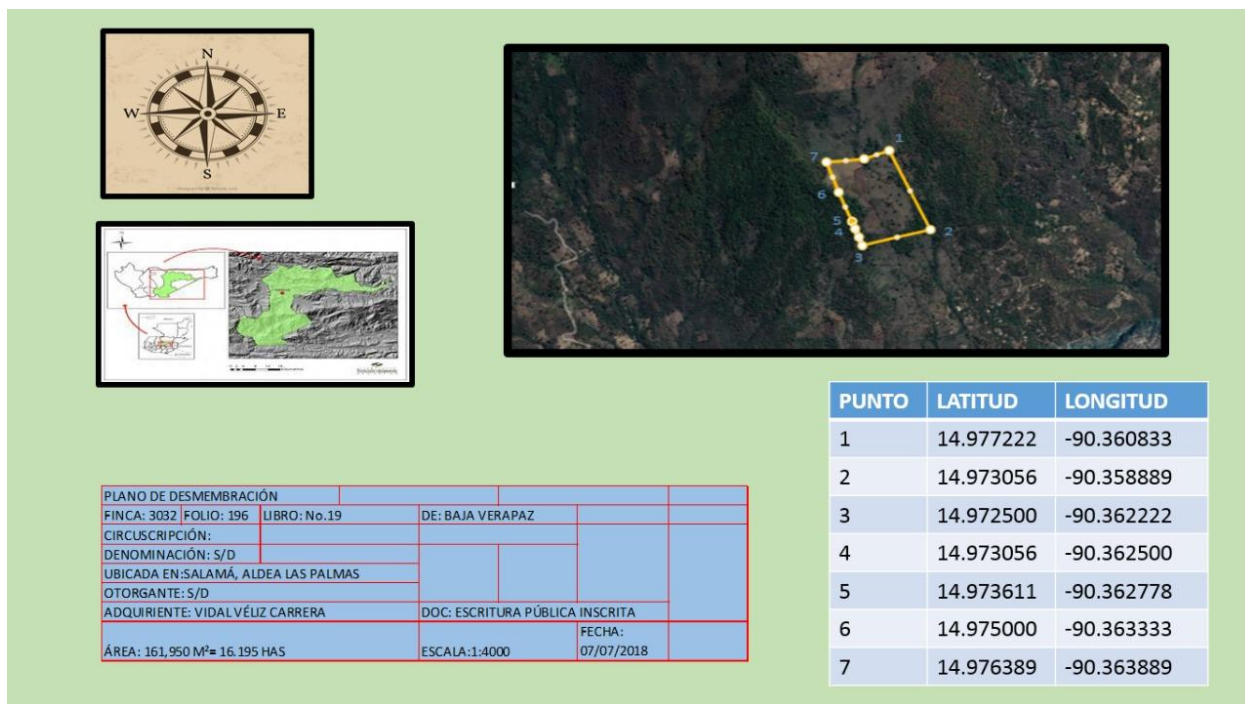 N
W E
S
1
7
6
5
4
2
3
PUNTO LATITUD LONGITUD
1 14.977222 -90.360833
2 14.973056 -90.358889
3 14.972500 -90.362222
4 14.973056 -90.362500
5 14.973611 -90.362778
6 14.975000 -90.363333
7 14.976389 -90.363889
PLANO DE DESMEMBRACIÓN
FINCA: 3032 FOLIO: 196 LIBRO: No.19 DE: BAJA VERAPAZ
CIRCUSCRIPCIÓN:
DENOMINACIÓN: S/D
UBICADA EN:SALAMÁ, ALDEA LAS PALMAS
OTORGANTE: S/D
ADQUIRIENTE: VIDAL VÉLIZ CARRERA DOC: ESCRITURA PÚBLICA INSCRITA
ÁREA: 161,950 M²= 16.195 HAS ESCALA:1:4000 FECHA:
07/07/2018